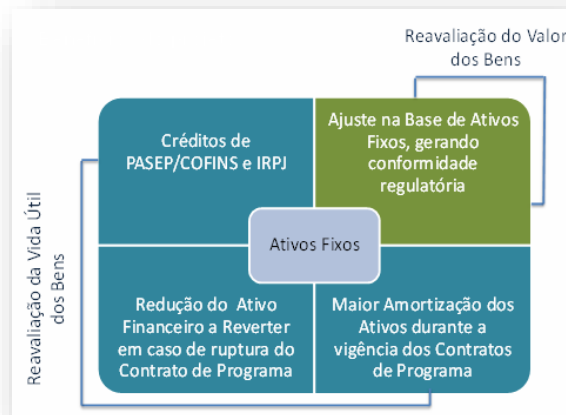 Reavaliação do Valor
dos Bens
Créditos de
PASEP/COFINS e IRPJ
Ajuste na Base de Ativos
Fixos, gerando
conformidade
regulatória
Ativos Fixos
Reavaliação da Vida Útil
dos Bens
Redução do Ativo
Financeiro a Reverter
em caso de ruptura do
Contrato de Programa
Maior Amortização dos
Ativos durante a
vigência dos Contratos
de Programa